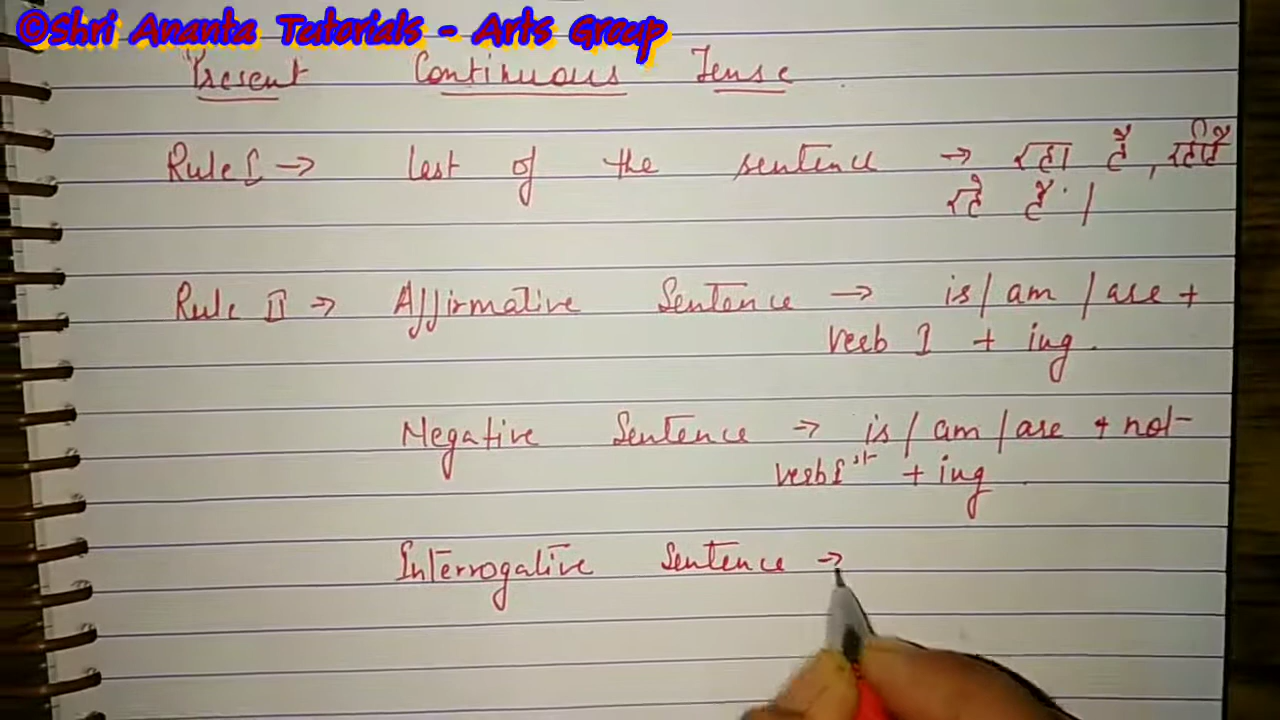 ©Shri Ananta Tutorials - Arts Group
Present Continuous Tense
Rule I → last of the sentence → रहा है, रही है
रहे हैं।
Rule II → Affirmative Sentence → is / am / are +
verb I + ing.
Negative Sentence → is / am / are + not
verb Ist + ing.
Interrogative Sentence →